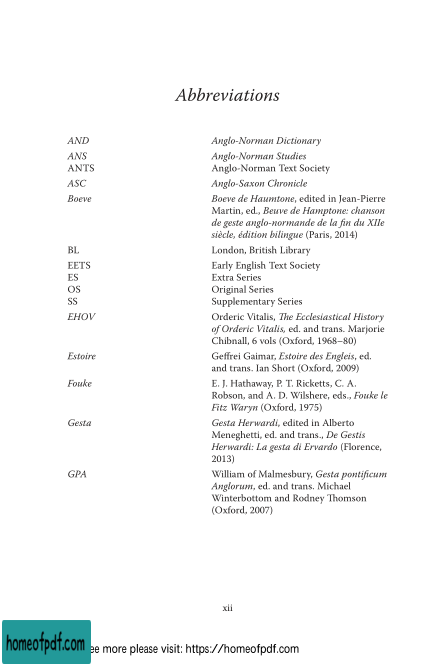 Abbreviations
AND Anglo-Norman Dictionary
ANS Anglo-Norman Studies
ANTS Anglo-Norman Text Society
ASC Anglo-Saxon Chronicle
Boeve Boeve de Haumtone, edited in Jean-Pierre
Martin, ed., Beuve de Hamptone: chanson
de geste anglo-normande de la fin du XIIe
siècle, édition bilingue (Paris, 2014)
BL London, British Library
EETS Early English Text Society
ES Extra Series
OS Original Series
SS Supplementary Series
EHOV Orderic Vitalis, The Ecclesiastical History
of Orderic Vitalis, ed. and trans. Marjorie
Chibnall, 6 vols (Oxford, 1968–80)
Estoire Geffrei Gaimar, Estoire des Engleis, ed.
and trans. Ian Short (Oxford, 2009)
Fouke E. J. Hathaway, P. T. Ricketts, C. A.
Robson, and A. D. Wilshere, eds., Fouke le
Fitz Waryn (Oxford, 1975)
Gesta Gesta Herwardi, edited in Alberto
Meneghetti, ed. and trans., De Gestis
Herwardi: La gesta di Ervardo (Florence,
2013)
GPA William of Malmesbury, Gesta pontificum
Anglorum, ed. and trans. Michael
Winterbottom and Rodney Thomson
(Oxford, 2007)
xii
homeofpdf.com
ee more please visit: https://homeofpdf.com